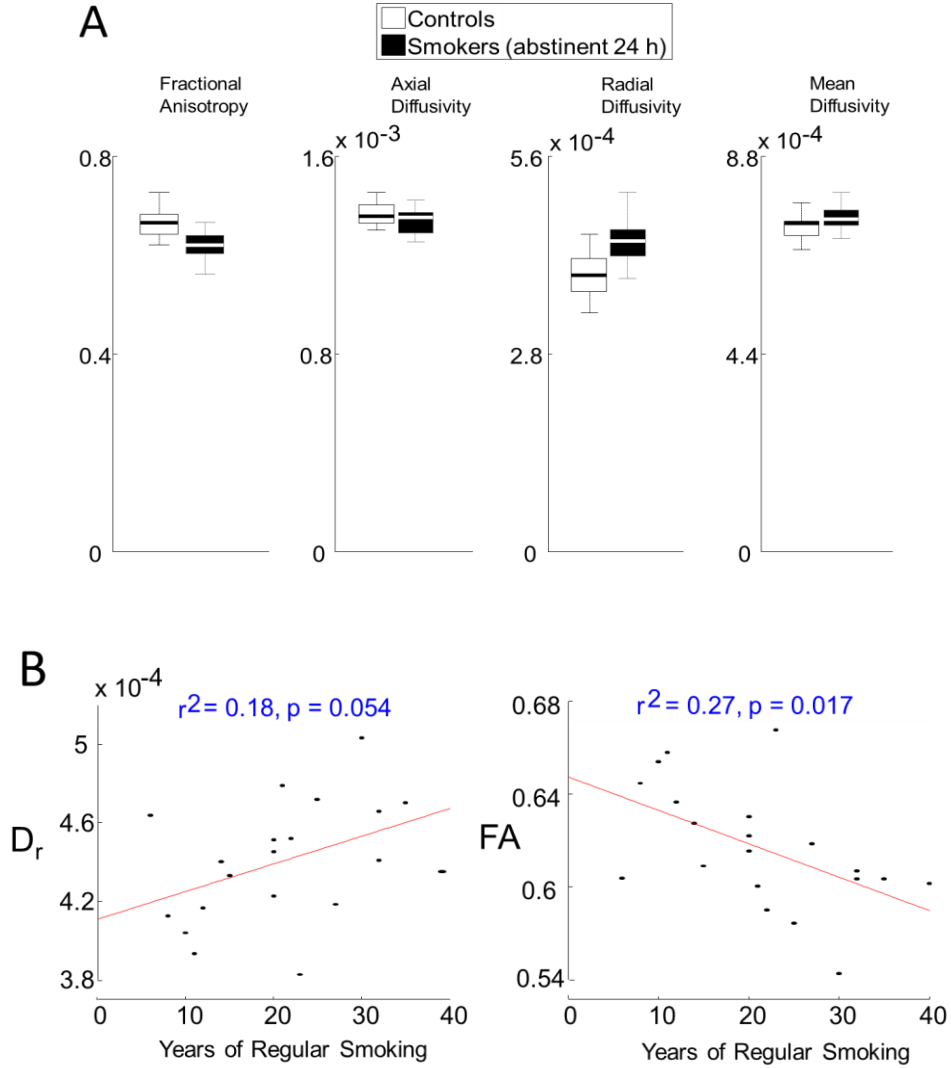 A
Controls
Smokers (abstinent 24 h)
Fractional
Anisotropy
Axial
Diffusivity
Radial
Diffusivity
Mean
Diffusivity
x 10-3
x 10-4
x 10-4
0.8
1.6
5.6
8.8
0.4
0.8
2.8
4.4
0
0
0
0
B
x 10-4
r2 = 0.18, p = 0.054
5
4.6
Dr
4.2
3.8
0 10 20 30 40
Years of Regular Smoking
r2 = 0.27, p = 0.017
0.68
0.64
FA
0.6
0.54
0 10 20 30 40
Years of Regular Smoking